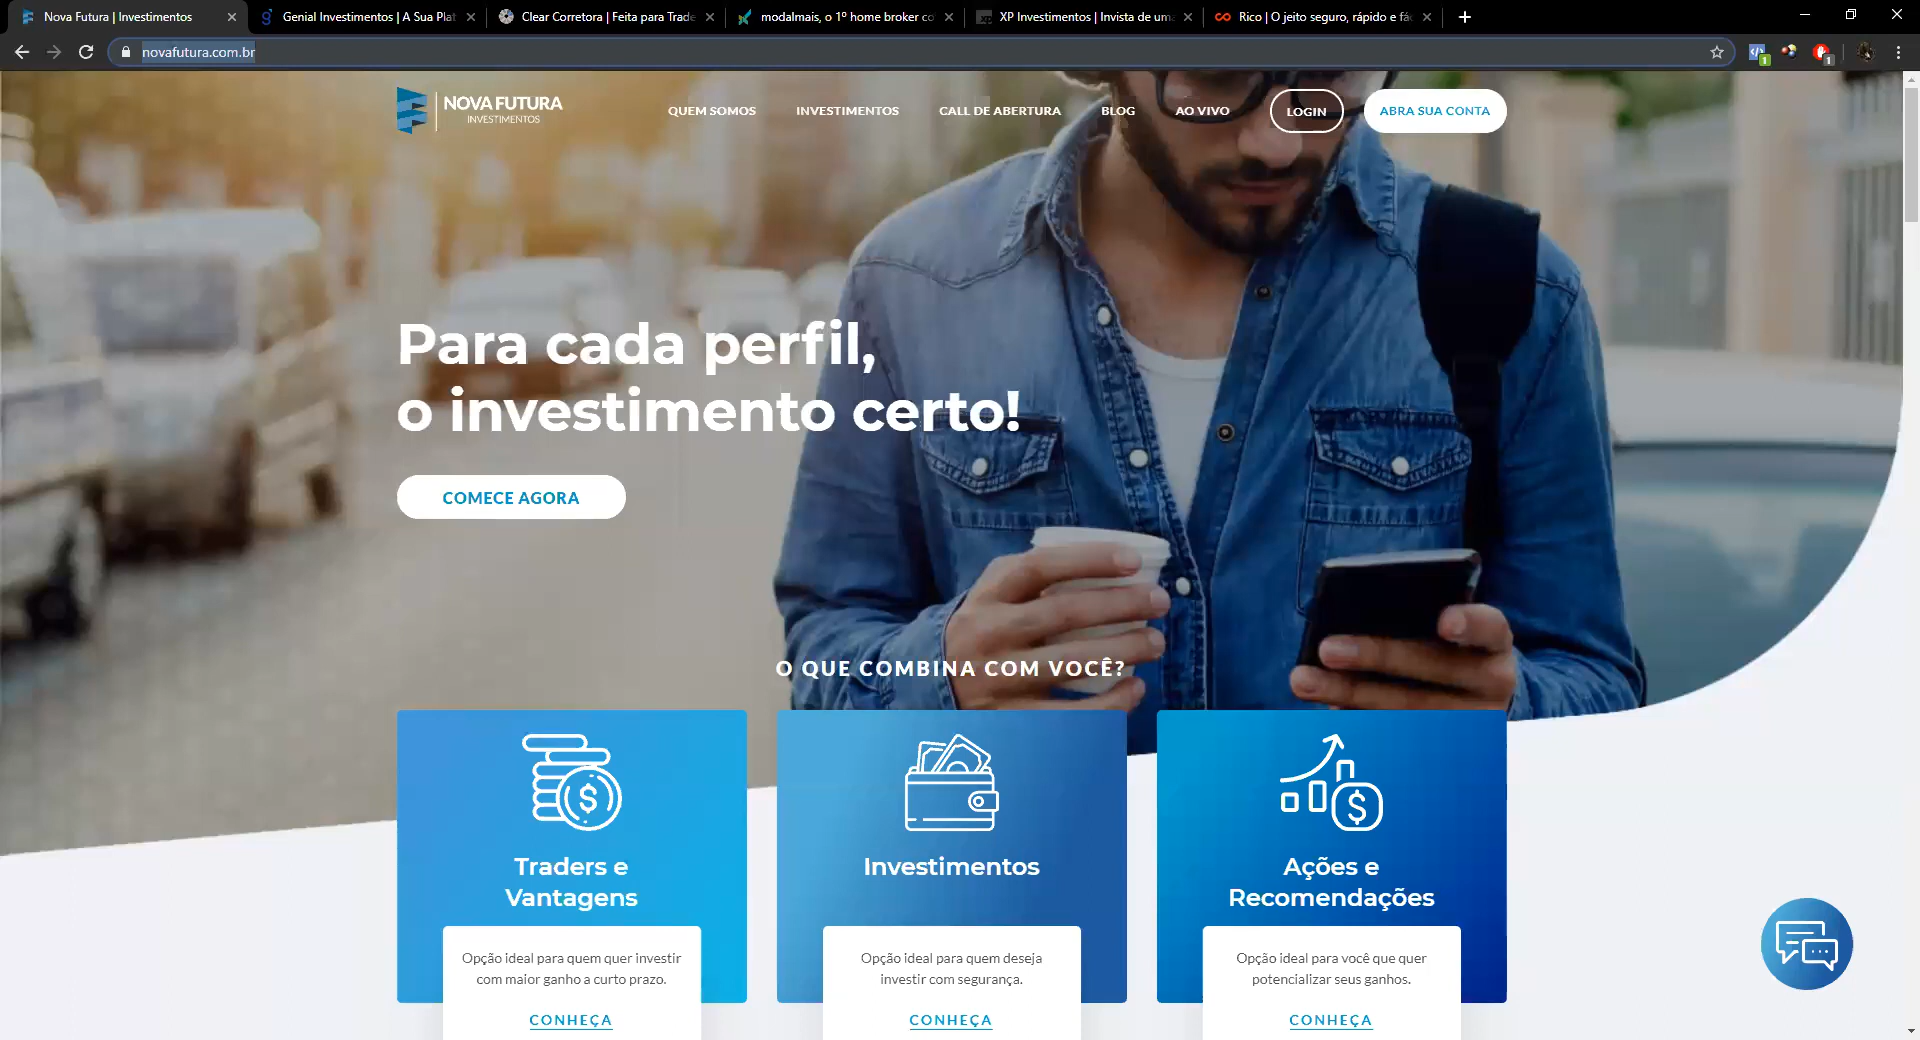 Nova Futura | Investimentos
Genial Investimentos | A Sua Plat
Clear Corretora | Feita para Trade
modalmais, o 1º home broker co
XP Investimentos | Invista de uma
Rico | O jeito seguro, rápido e fác
novafutura.com.br
1
1
NOVA FUTURA
INVESTIMENTOS
QUEM SOMOS
INVESTIMENTOS
CALL DE ABERTURA
BLOG
AO VIVO
LOGIN
ABRA SUA CONTA
Para cada perfil,
o investimento certo!
COMECE AGORA
O QUE COMBINA COM VOCÊ?
Traders e
Vantagens
Opção ideal para quem quer investir
com maior ganho a curto prazo.
CONHEÇA
Investimentos
Opção ideal para quem deseja
investir com segurança.
CONHEÇA
Ações e
Recomendações
Opção ideal para você que quer
potencializar seus ganhos.
CONHEÇA